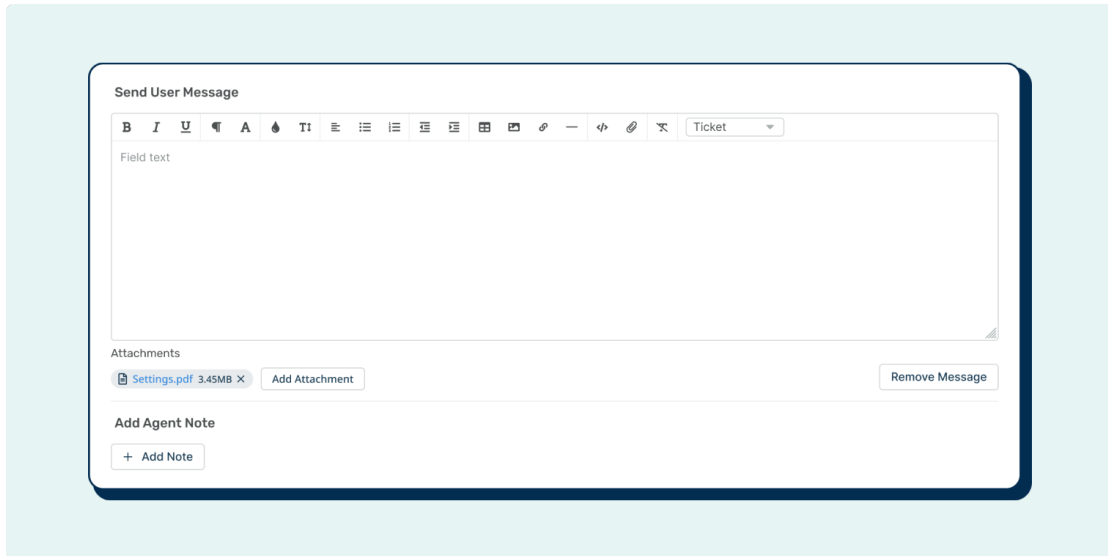 Send User Message
B I U ¶ A T Ticket
Field text
Attachments
Settings.pdf 3.45MB Add Attachment Remove Message
Add Agent Note
+ Add Note